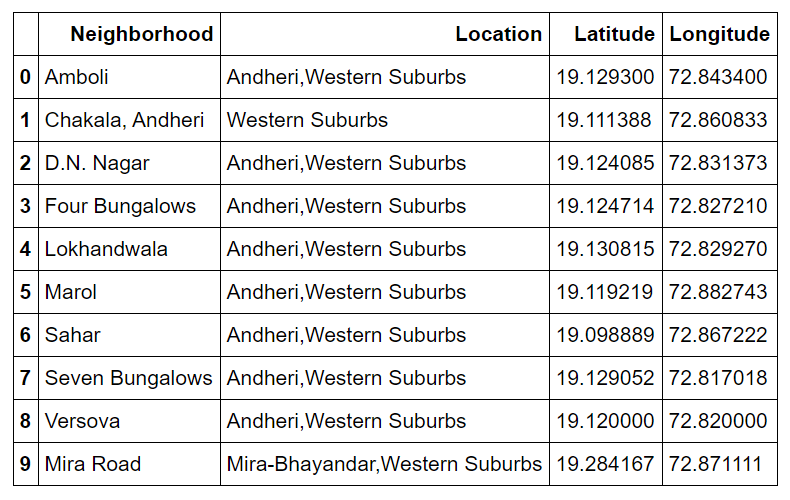 Neighborhood Location Latitude Longitude
0 Amboli Andheri,Western Suburbs 19.129300 72.843400
1 Chakala, Andheri Western Suburbs 19.111388 72.860833
2 D.N. Nagar Andheri,Western Suburbs 19.124085 72.831373
3 Four Bungalows Andheri,Western Suburbs 19.124714 72.827210
4 Lokhandwala Andheri,Western Suburbs 19.130815 72.829270
5 Marol Andheri,Western Suburbs 19.119219 72.882743
6 Sahar Andheri,Western Suburbs 19.098889 72.867222
7 Seven Bungalows Andheri,Western Suburbs 19.129052 72.817018
8 Versova Andheri,Western Suburbs 19.120000 72.820000
9 Mira Road Mira-Bhayandar,Western Suburbs 19.284167 72.871111